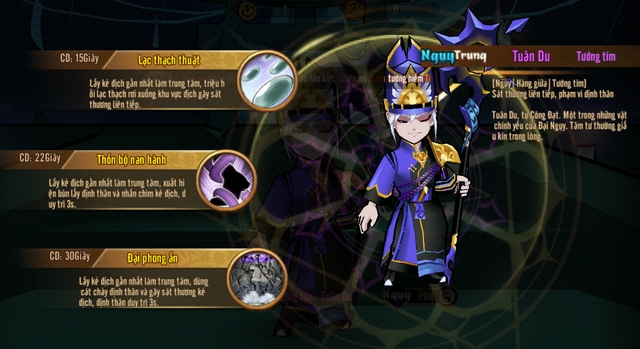 CD: 15Giây
Lạc thạch thuật
Lấy kẻ địch gần nhất làm trung tâm, triệu h
ồi lạc thạch rơi xuống khu vực địch gây sát
thương liên tiếp.
CD: 22Giây
Thốn bộ nan hành
Lấy kẻ địch gần nhất làm trung tâm, xuất hi
ện bùn lầy định thân và nhấn chìm kẻ địch, d
uy trì 3s.
CD: 30Giây
Đại phong ấn
Lấy kẻ địch gần nhất làm trung tâm, dùng
cát chảy định thân và gây sát thương kẻ
địch, định thân duy trì 3s.
NguyTrung
Tuân Du
Tướng tím
[Ngụy| Hàng giữa| Tướng tím]
Sát thương liên tiếp, phạm vi định thân
Tuân Du, tự Công Đạt. Một trong những vật
chính yếu của Đại Ngụy. Tâm tư thường giấ
u kín trong lòng.
Nguy Trung